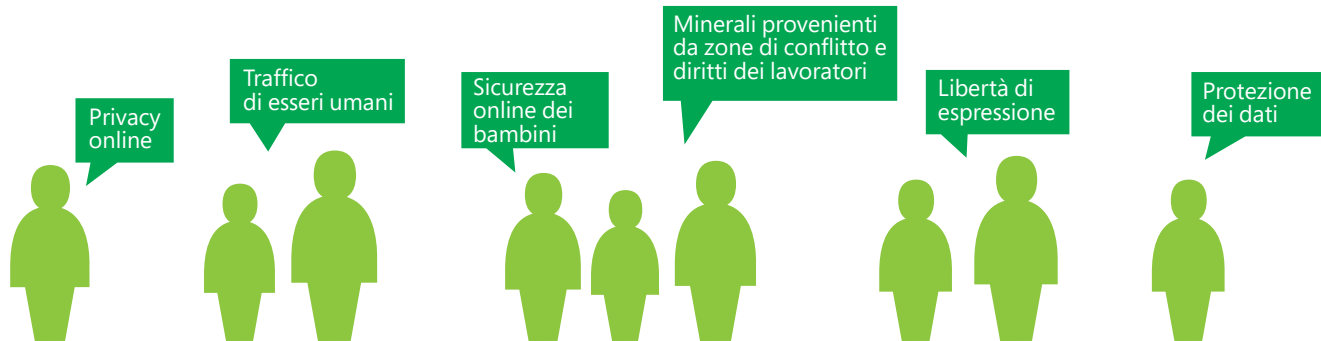 Privacy
online
Traffico
di esseri umani
Sicurezza
online dei
bambini
Minerali provenienti
da zone di conflitto e
diritti dei lavoratori
Libertà di
espressione
Protezione
dei dati